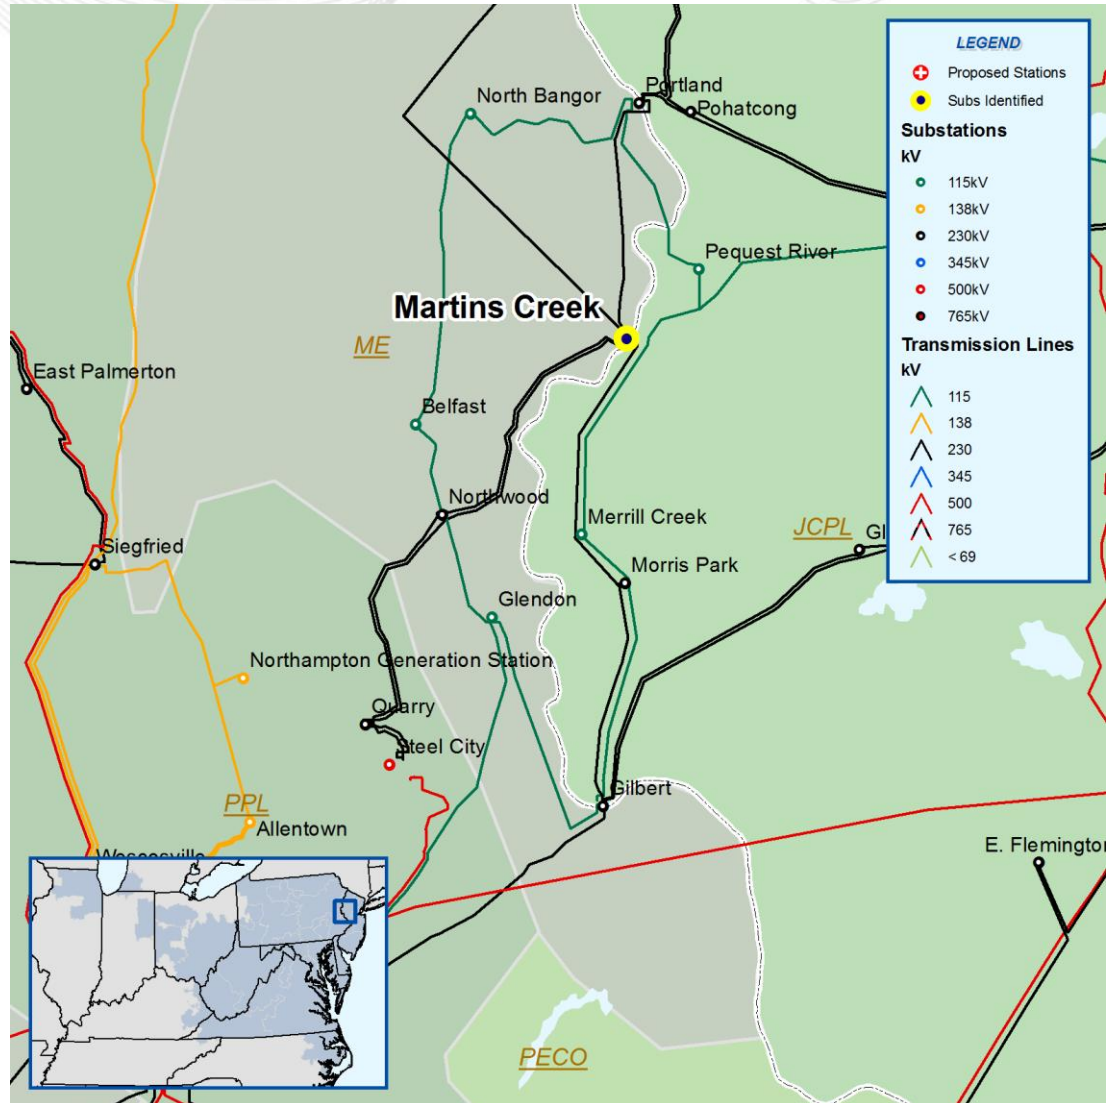 North Bangor
Portland
Pohatcong
Pequest River
Martins Creek
ME
East Palmerton
Belfast
Northwood
Merrill Creek
JCPL
Gl
Siegfried
Morris Park
Glendon
Northampton Generation Station
Quarry
Steel City
Gilbert
PPL
Allentown
Wescosville
E. Flemington
PECO
LEGEND
Proposed Stations
Subs Identified
Substations
kV
115kV
138kV
230kV
345kV
500kV
765kV
Transmission Lines
kV
115
138
230
345
500
765
< 69